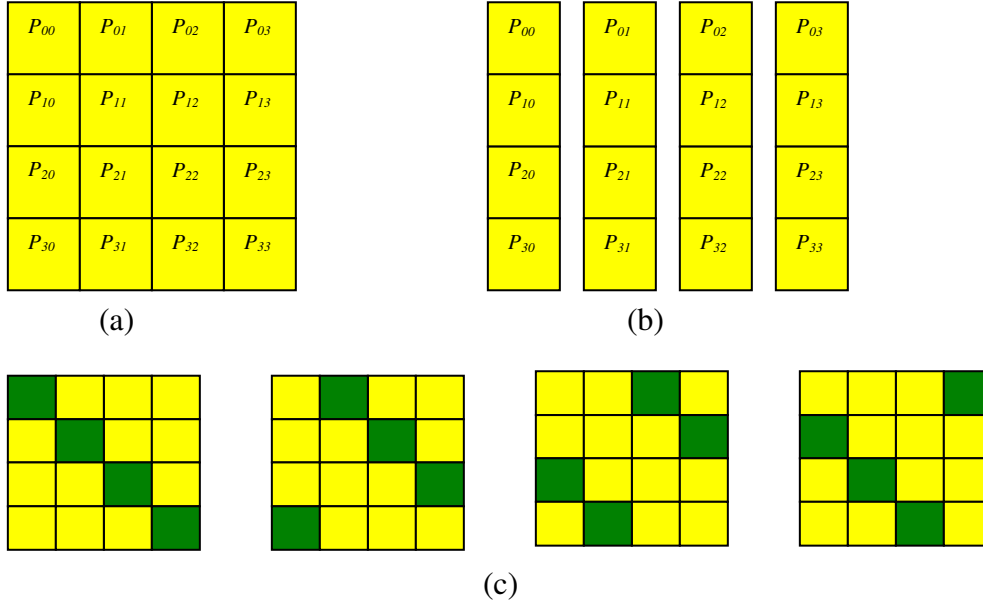 P00 P01 P02 P03 P00 P01 P02 P03
P10 P11 P12 P13 P10 P11 P12 P13
P20 P21 P22 P23 P20 P21 P22 P23
P30 P31 P32 P33 P30 P31 P32 P33
(a) (b)
(c)